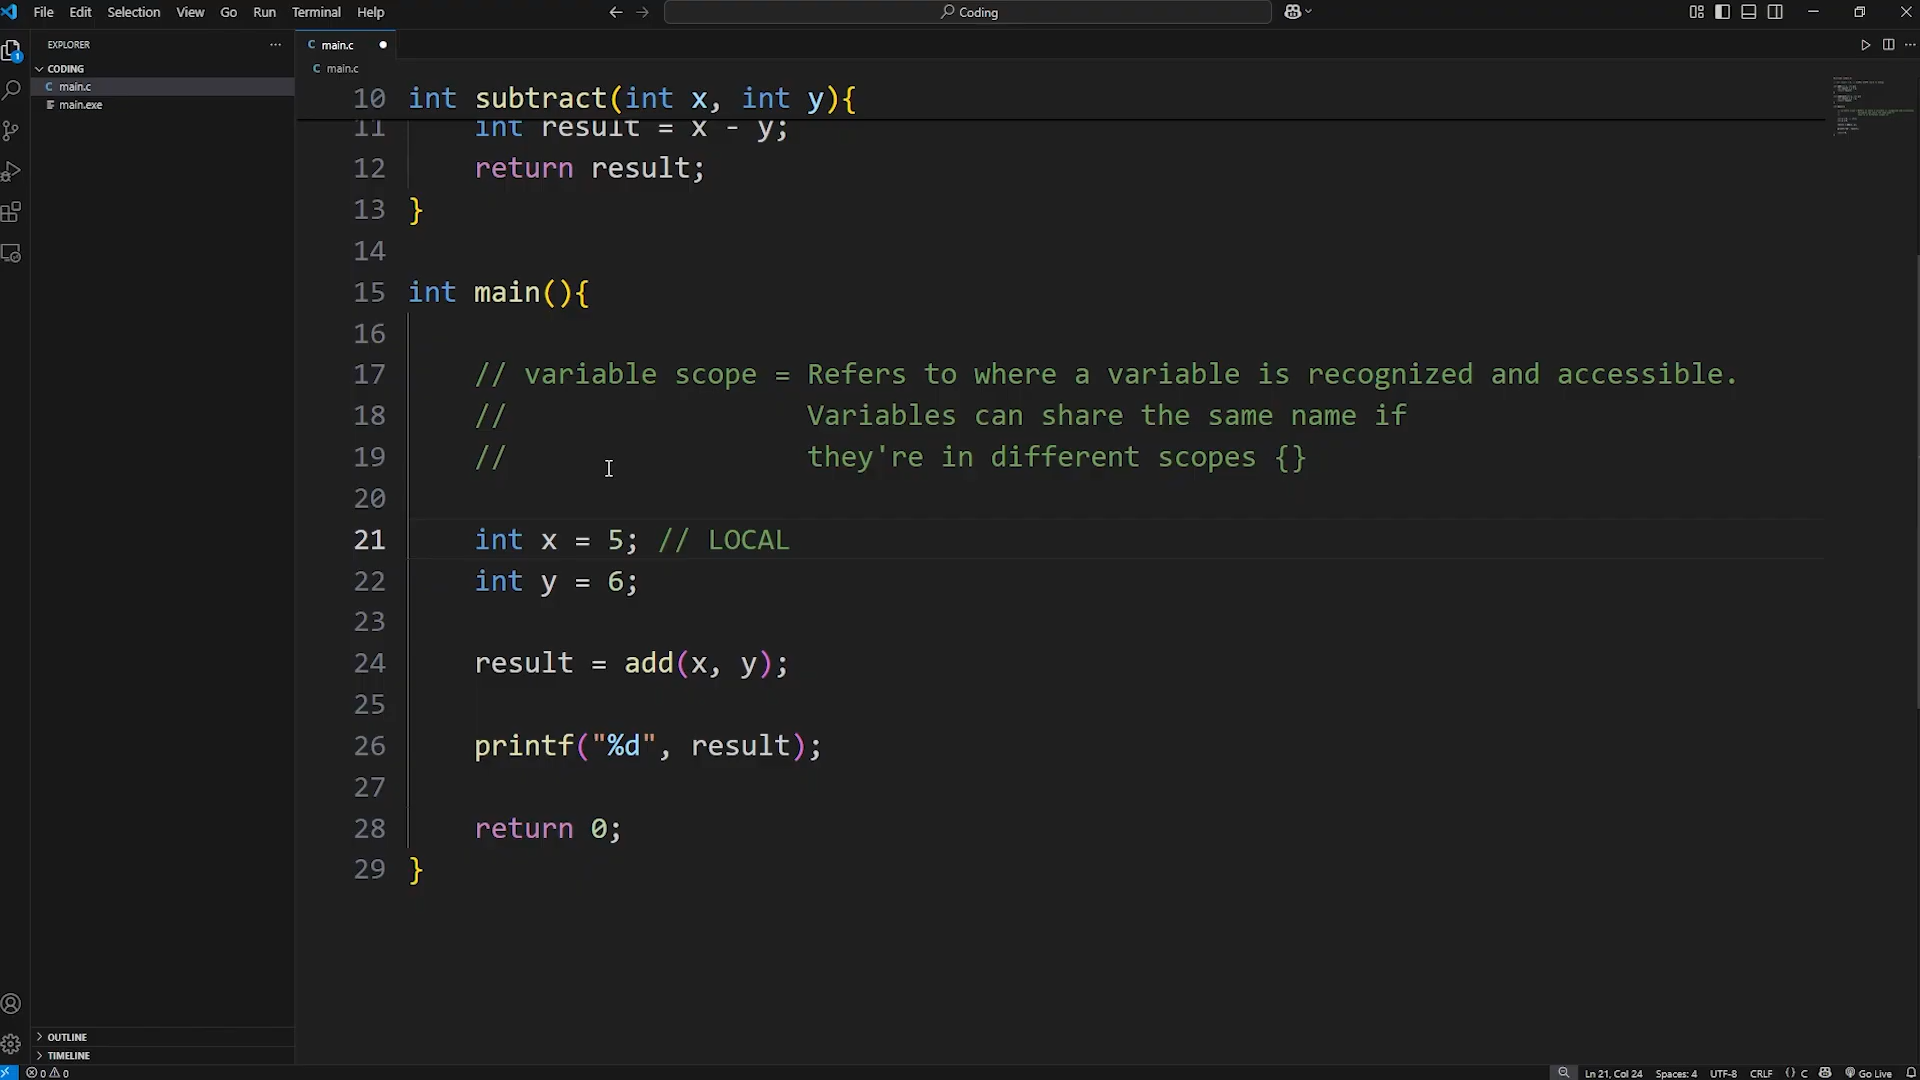 File Edit Selection View Go Run Terminal Help
Coding
EXPLORER
CODING
main.c
main.exe
OUTLINE
TIMELINE
main.c
main.c
10 int subtract(int x, int y){
11     int result = x - y;
12     return result;
13 }
14
15 int main(){
16
17     // variable scope = Refers to where a variable is recognized and accessible.
18     //                  Variables can share the same name if
19     //                  they're in different scopes {}
20
21     int x = 5; // LOCAL
22     int y = 6;
23
24     result = add(x, y);
25
26     printf("%d", result);
27
28     return 0;
29 }
0 0
Ln 21, Col 24 Spaces: 4 UTF-8 CRLF {} C Go Live